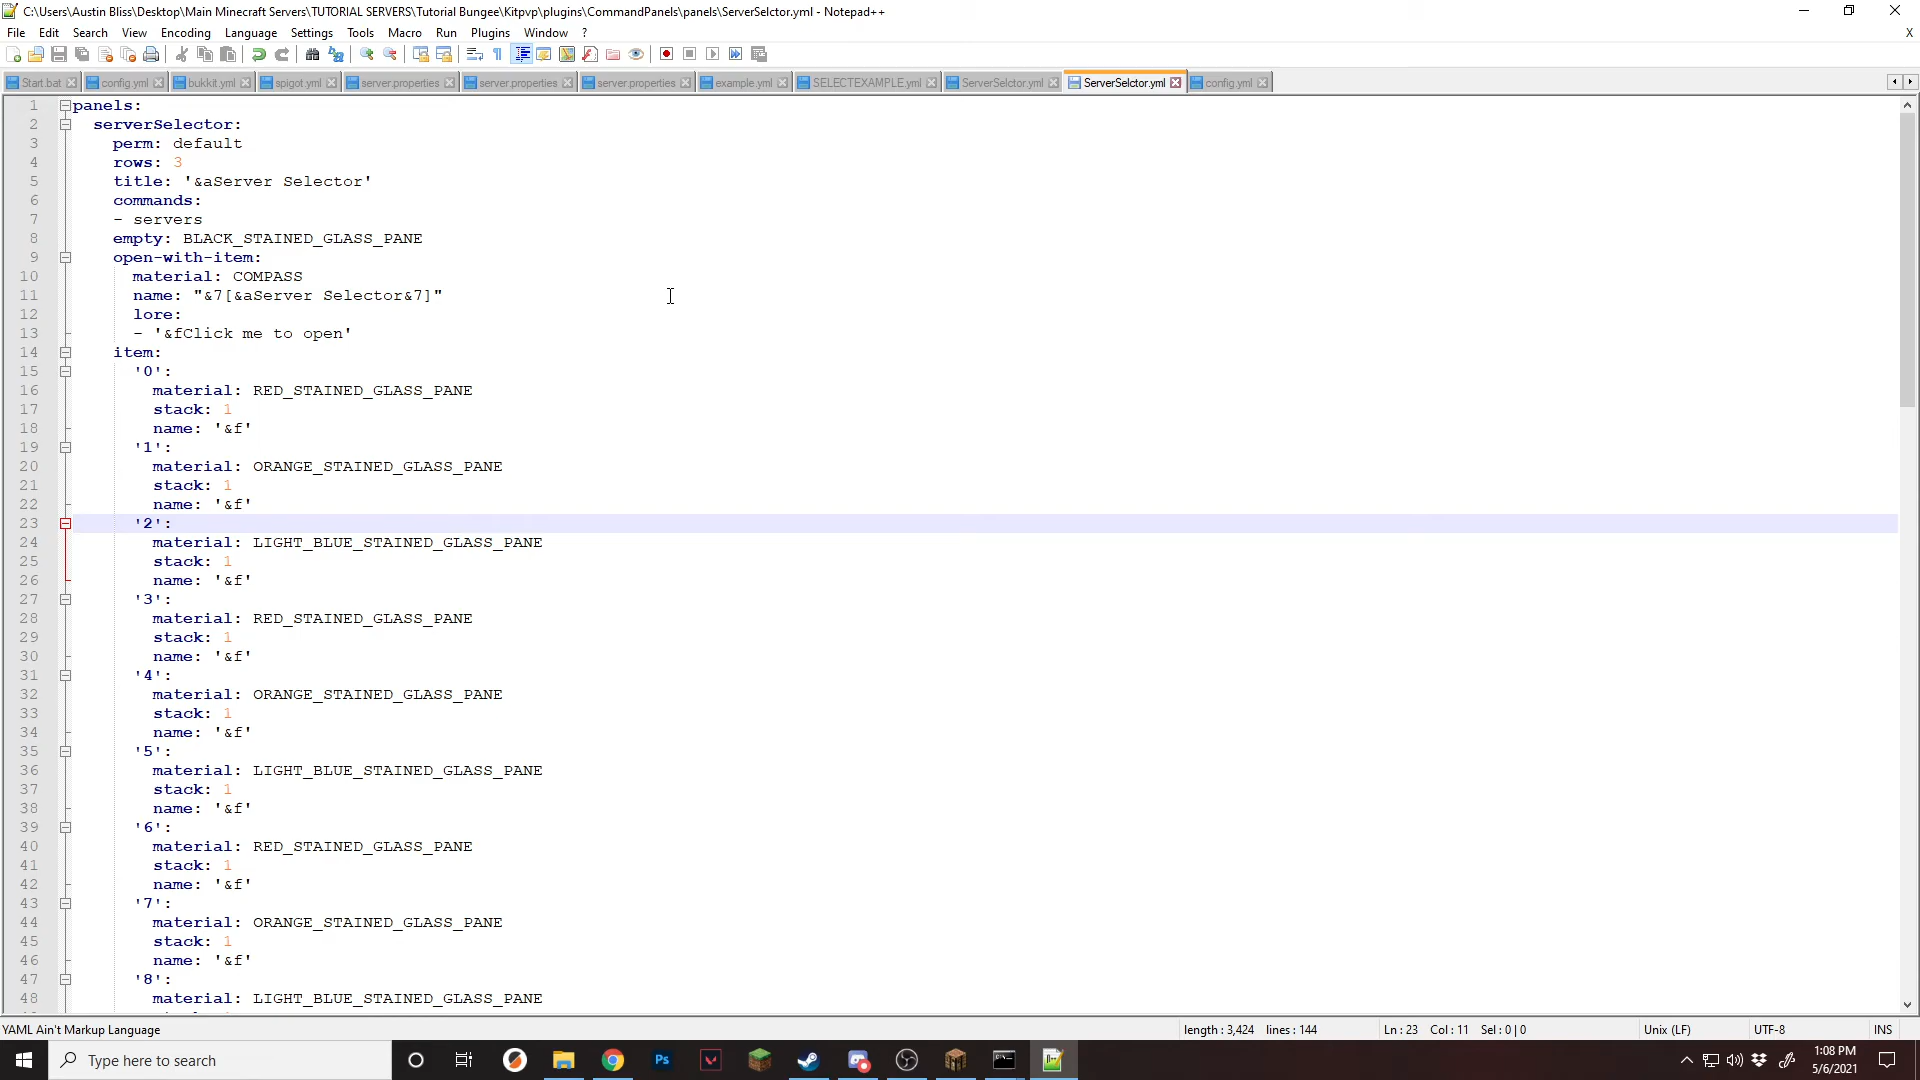 C:\Users\Austin Bliss\Desktop\Main Minecraft Servers\TUTORIAL SERVERS\Tutorial Bungee\Kitpvp\plugins\CommandPanels\panels\ServerSelctor.yml - Notepad++
File Edit Search View Encoding Language Settings Tools Macro Run Plugins Window ? X
Start.bat config.yml bukkit.yml spigot.yml server.properties server.properties server.properties example.yml SELECTEXAMPLE.yml ServerSelctor.yml ServerSelctor.yml config.yml
1 panels:
2 serverSelector:
3 perm: default
4 rows: 3
5 title: '&aServer Selector'
6 commands:
7 - servers
8 empty: BLACK_STAINED_GLASS_PANE
9 open-with-item:
10 material: COMPASS
11 name: "&7[&aServer Selector&7]"
12 lore:
13 - '&fClick me to open'
14 item:
15 '0':
16 material: RED_STAINED_GLASS_PANE
17 stack: 1
18 name: '&f'
19 '1':
20 material: ORANGE_STAINED_GLASS_PANE
21 stack: 1
22 name: '&f'
23 '2':
24 material: LIGHT_BLUE_STAINED_GLASS_PANE
25 stack: 1
26 name: '&f'
27 '3':
28 material: RED_STAINED_GLASS_PANE
29 stack: 1
30 name: '&f'
31 '4':
32 material: ORANGE_STAINED_GLASS_PANE
33 stack: 1
34 name: '&f'
35 '5':
36 material: LIGHT_BLUE_STAINED_GLASS_PANE
37 stack: 1
38 name: '&f'
39 '6':
40 material: RED_STAINED_GLASS_PANE
41 stack: 1
42 name: '&f'
43 '7':
44 material: ORANGE_STAINED_GLASS_PANE
45 stack: 1
46 name: '&f'
47 '8':
48 material: LIGHT_BLUE_STAINED_GLASS_PANE
YAML Ain't Markup Language length : 3,424 lines : 144 Ln : 23 Col : 11 Sel : 0 | 0 Unix (LF) UTF-8 INS
Type here to search Ps 1:08 PM
5/6/2021